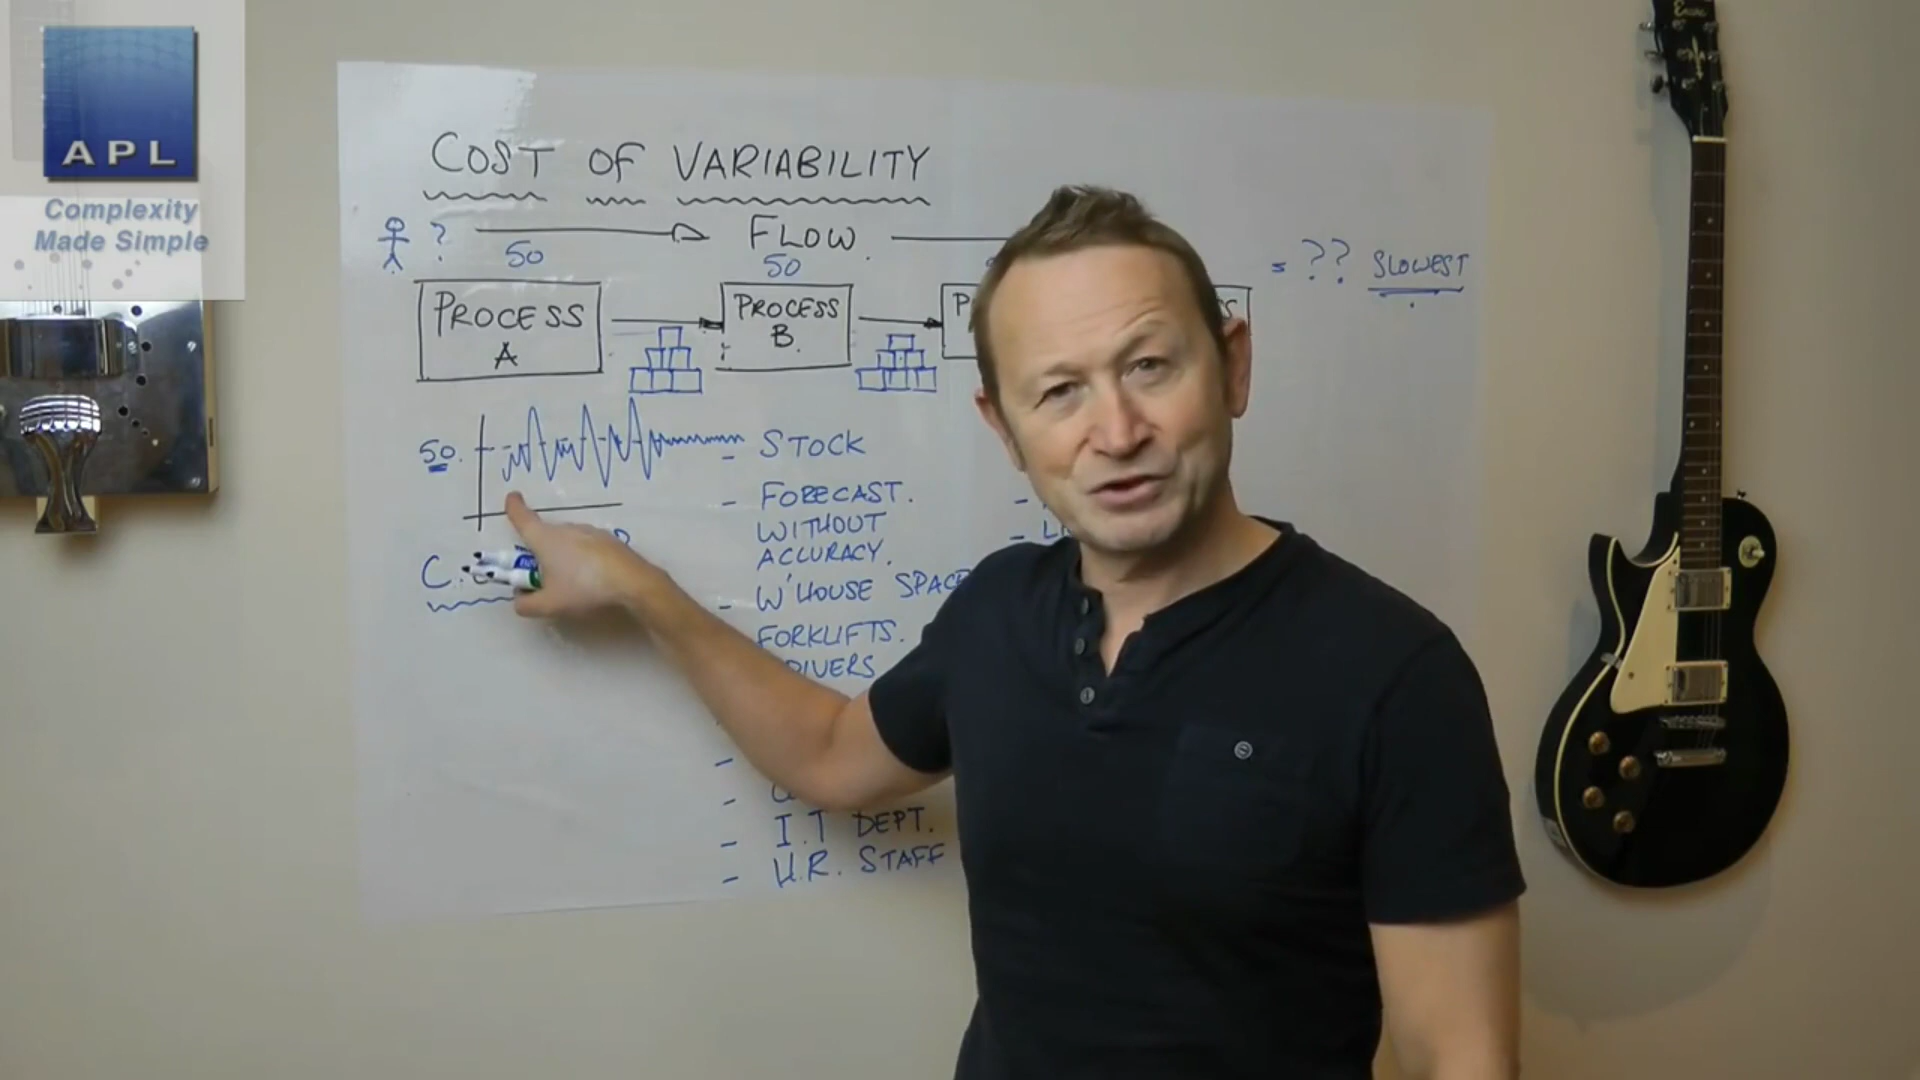 APL
Complexity
Made Simple
COST OF VARIABILITY
? FLOW.
50 50
= ?? SLOWEST
PROCESS
A
PROCESS
B.
50.
- STOCK
- FORECAST.
WITHOUT
ACCURACY.
- W'HOUSE SPACE
FORKLIFTS.
- I.T DEPT.
- H.R. STAFF